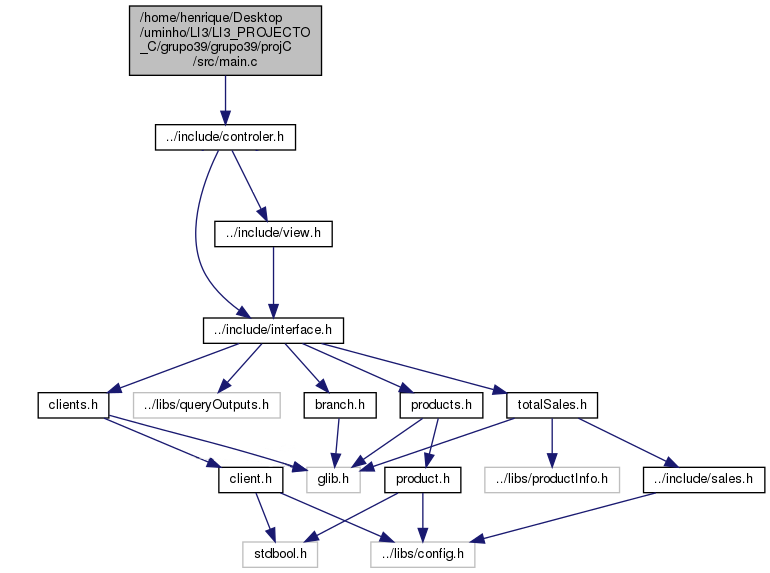 /home/henrique/Desktop
/uminho/LI3/LI3_PROJECTO
_C/grupo39/grupo39/projC
/src/main.c
../include/controler.h
../include/view.h
../include/interface.h
clients.h
../libs/queryOutputs.h
branch.h
products.h
totalSales.h
client.h
glib.h
product.h
../libs/productInfo.h
../include/sales.h
stdbool.h
../libs/config.h